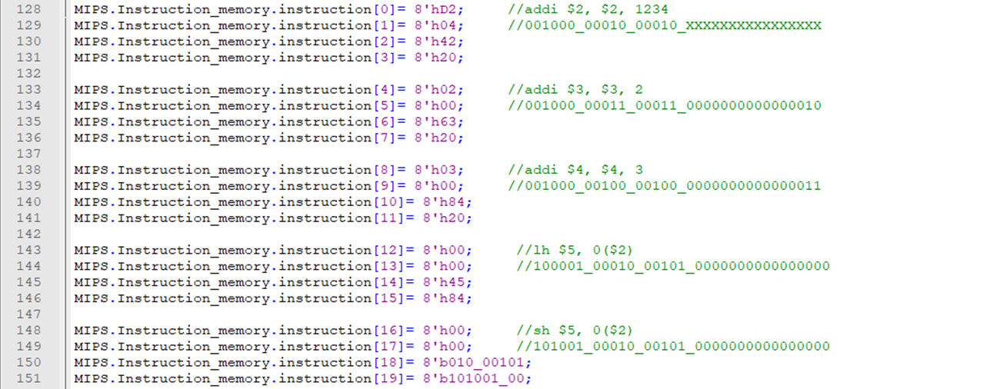 128 MIPS.Instruction_memory.instruction[0]= 8'hD2; //addi $2, $2, 1234
129 MIPS.Instruction_memory.instruction[1]= 8'h04; //001000_00010_00010_XXXXXXXXXXXXXXXX
130 MIPS.Instruction_memory.instruction[2]= 8'h42;
131 MIPS.Instruction_memory.instruction[3]= 8'h20;
132
133 MIPS.Instruction_memory.instruction[4]= 8'h02; //addi $3, $3, 2
134 MIPS.Instruction_memory.instruction[5]= 8'h00; //001000_00011_00011_0000000000000010
135 MIPS.Instruction_memory.instruction[6]= 8'h63;
136 MIPS.Instruction_memory.instruction[7]= 8'h20;
137
138 MIPS.Instruction_memory.instruction[8]= 8'h03; //addi $4, $4, 3
139 MIPS.Instruction_memory.instruction[9]= 8'h00; //001000_00100_00100_0000000000000011
140 MIPS.Instruction_memory.instruction[10]= 8'h84;
141 MIPS.Instruction_memory.instruction[11]= 8'h20;
142
143 MIPS.Instruction_memory.instruction[12]= 8'h00; //lh $5, 0($2)
144 MIPS.Instruction_memory.instruction[13]= 8'h00; //100001_00010_00101_0000000000000000
145 MIPS.Instruction_memory.instruction[14]= 8'h45;
146 MIPS.Instruction_memory.instruction[15]= 8'h84;
147
148 MIPS.Instruction_memory.instruction[16]= 8'h00; //sh $5, 0($2)
149 MIPS.Instruction_memory.instruction[17]= 8'h00; //101001_00010_00101_0000000000000000
150 MIPS.Instruction_memory.instruction[18]= 8'b010_00101;
151 MIPS.Instruction_memory.instruction[19]= 8'b101001_00;